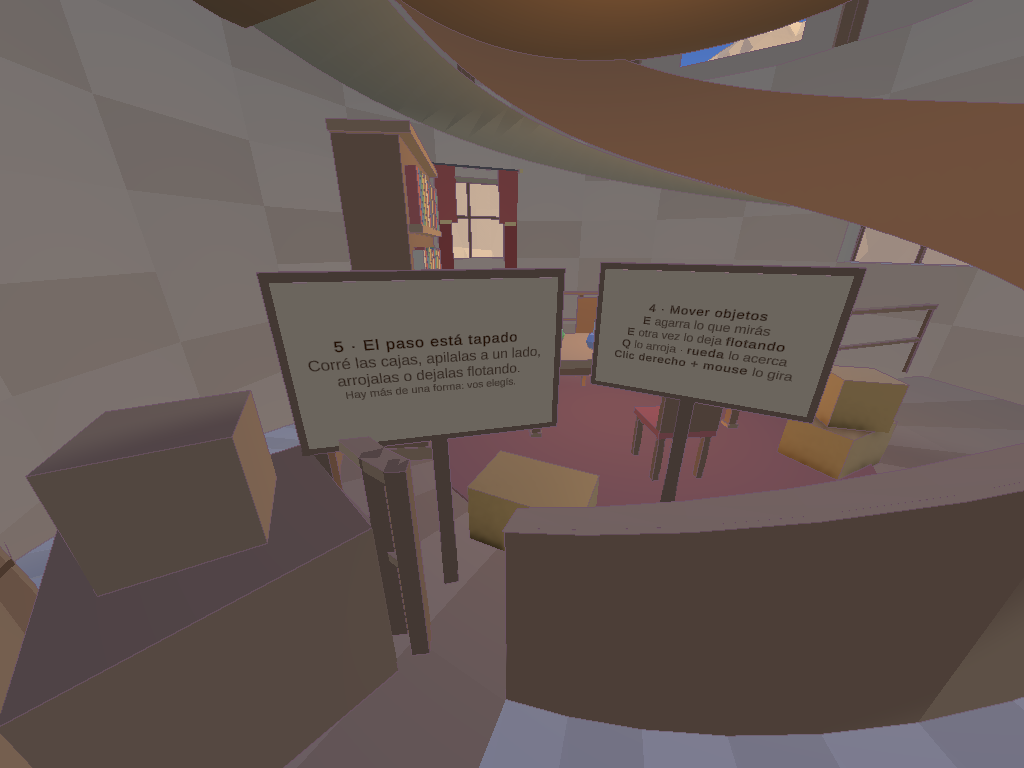 5 · El paso está tapado
Corré las cajas, apilalas a un lado,
arrojalas o dejalas flotando.
Hay más de una forma: vos elegís.
4 · Mover objetos
E agarra lo que mirás
E otra vez lo deja flotando
Q lo arroja · rueda lo acerca
Clic derecho + mouse lo gira